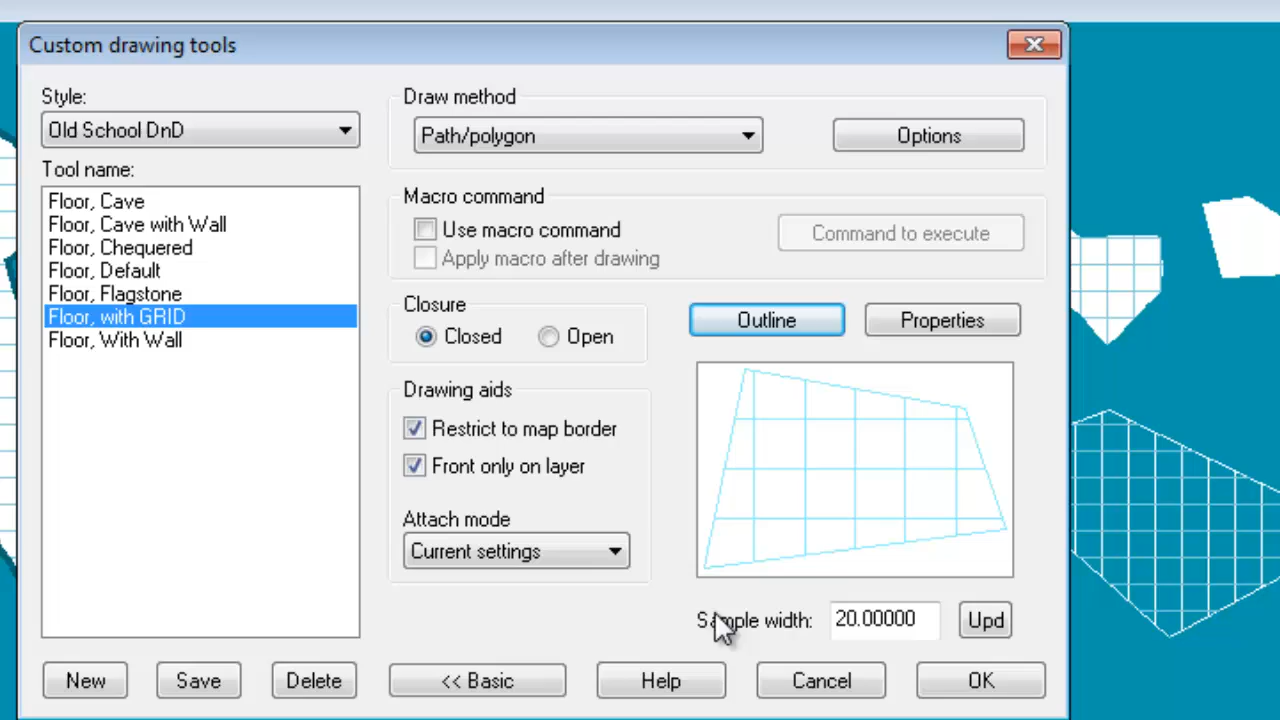 Custom drawing tools
Style:
Old School DnD
Tool name:
Floor, Cave
Floor, Cave with Wall
Floor, Chequered
Floor, Default
Floor, Flagstone
Floor, with GRID
Floor, With Wall
Draw method
Path/polygon
Options
Macro command
Use macro command
Command to execute
Apply macro after drawing
Closure
Closed
Open
Outline
Properties
Drawing aids
Restrict to map border
Front only on layer
Attach mode
Current settings
Sample width:
20.00000
Upd
New
Save
Delete
<< Basic
Help
Cancel
OK